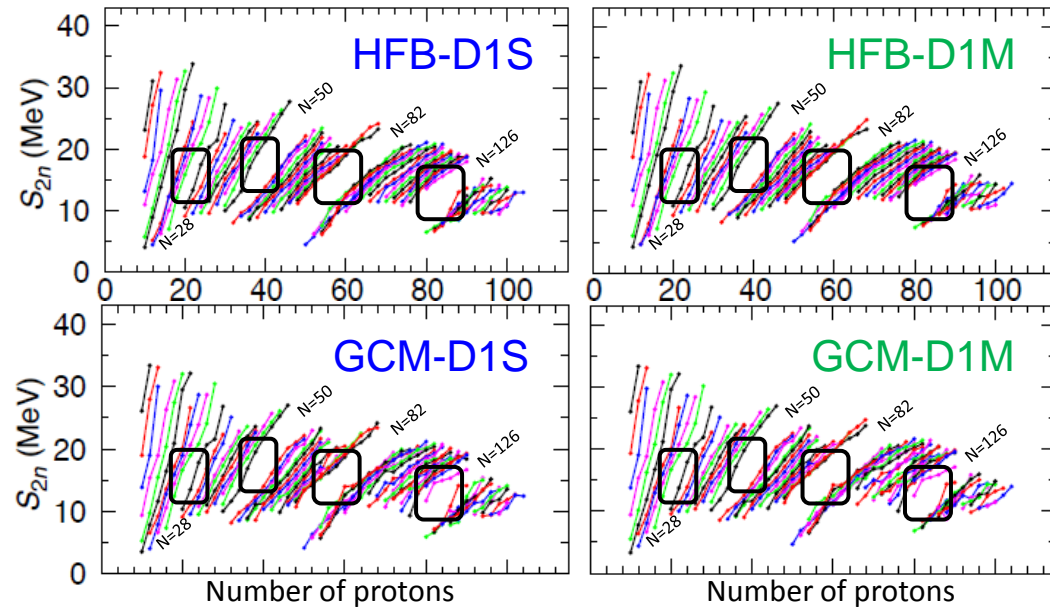 HFB-D1S
HFB-D1M
S2n (MeV)
40
30
20
10
0
N=28
N=50
N=82
N=126
N=28
N=50
N=82
N=126
0
20
40
60
80
100
0
20
40
60
80
100
GCM-D1S
GCM-D1M
S2n (MeV)
40
30
20
10
0
N=28
N=50
N=82
N=126
N=28
N=50
N=82
N=126
Number of protons
Number of protons